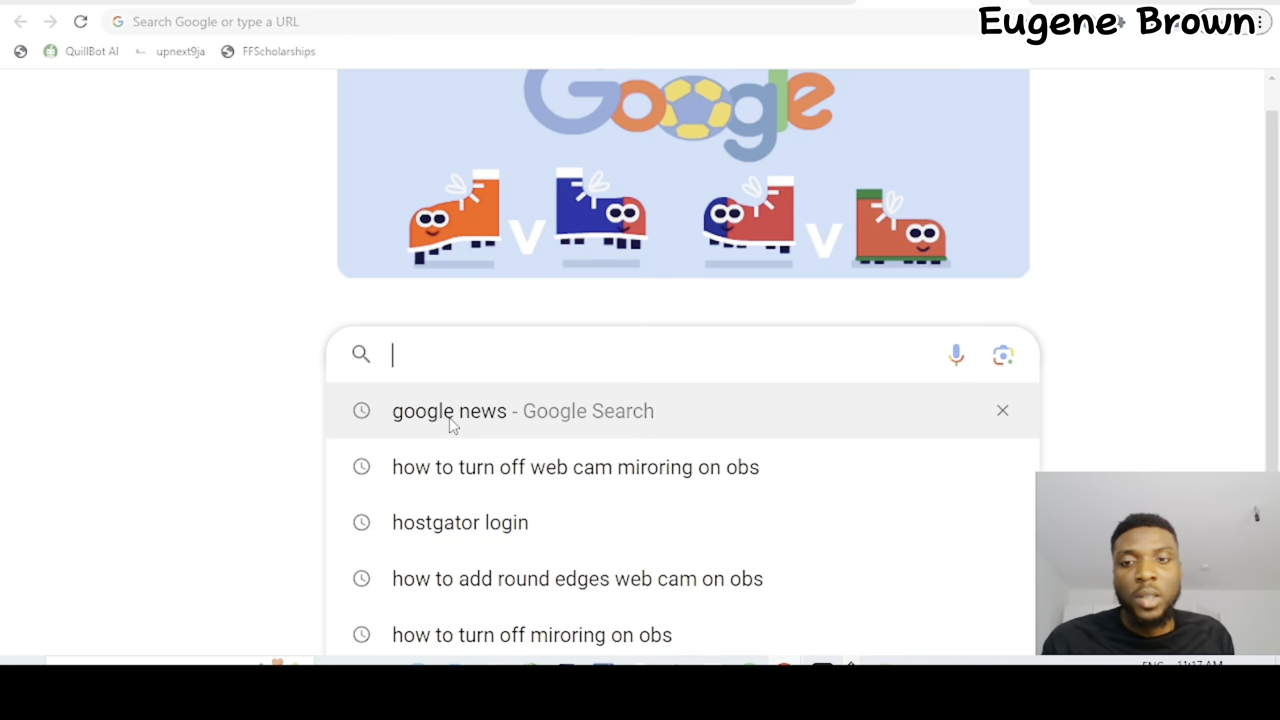 Search Google or type a URL
Eugene Brown
QuillBot AI upnext9ja FFScholarships
Google
V V
google news - Google Search
how to turn off web cam miroring on obs
hostgator login
how to add round edges web cam on obs
how to turn off miroring on obs